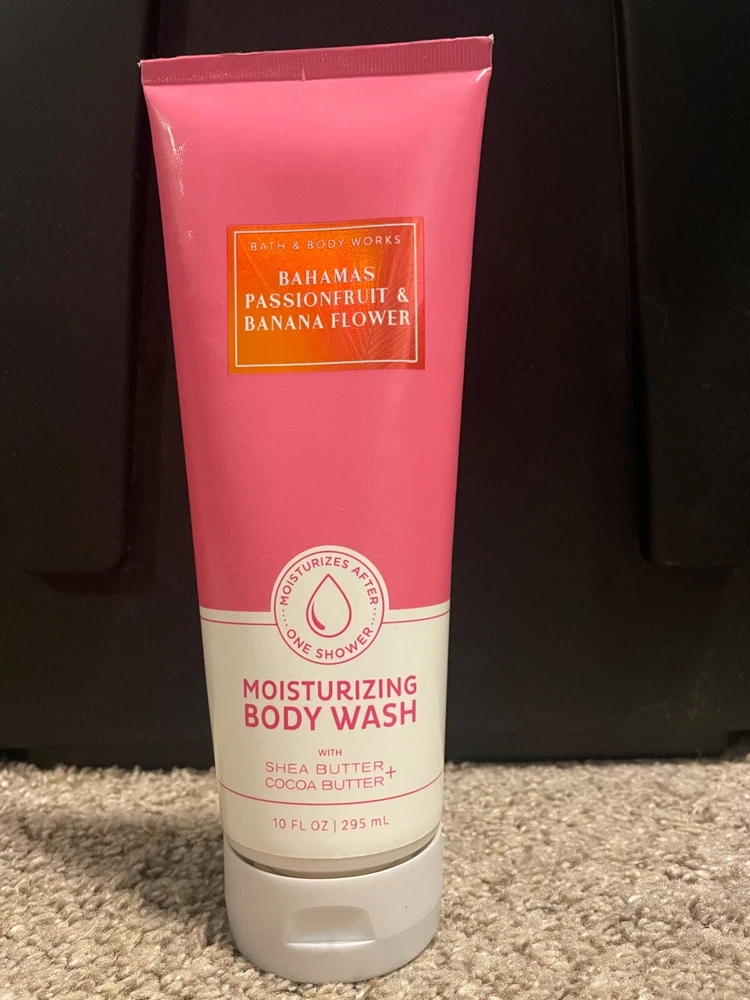 BATH & BODY WORKS
BAHAMAS
PASSIONFRUIT &
BANANA FLOWER
MOISTURIZES AFTER
ONE SHOWER
MOISTURIZING
BODY WASH
WITH
SHEA BUTTER +
COCOA BUTTER
10 FL OZ | 295 mL